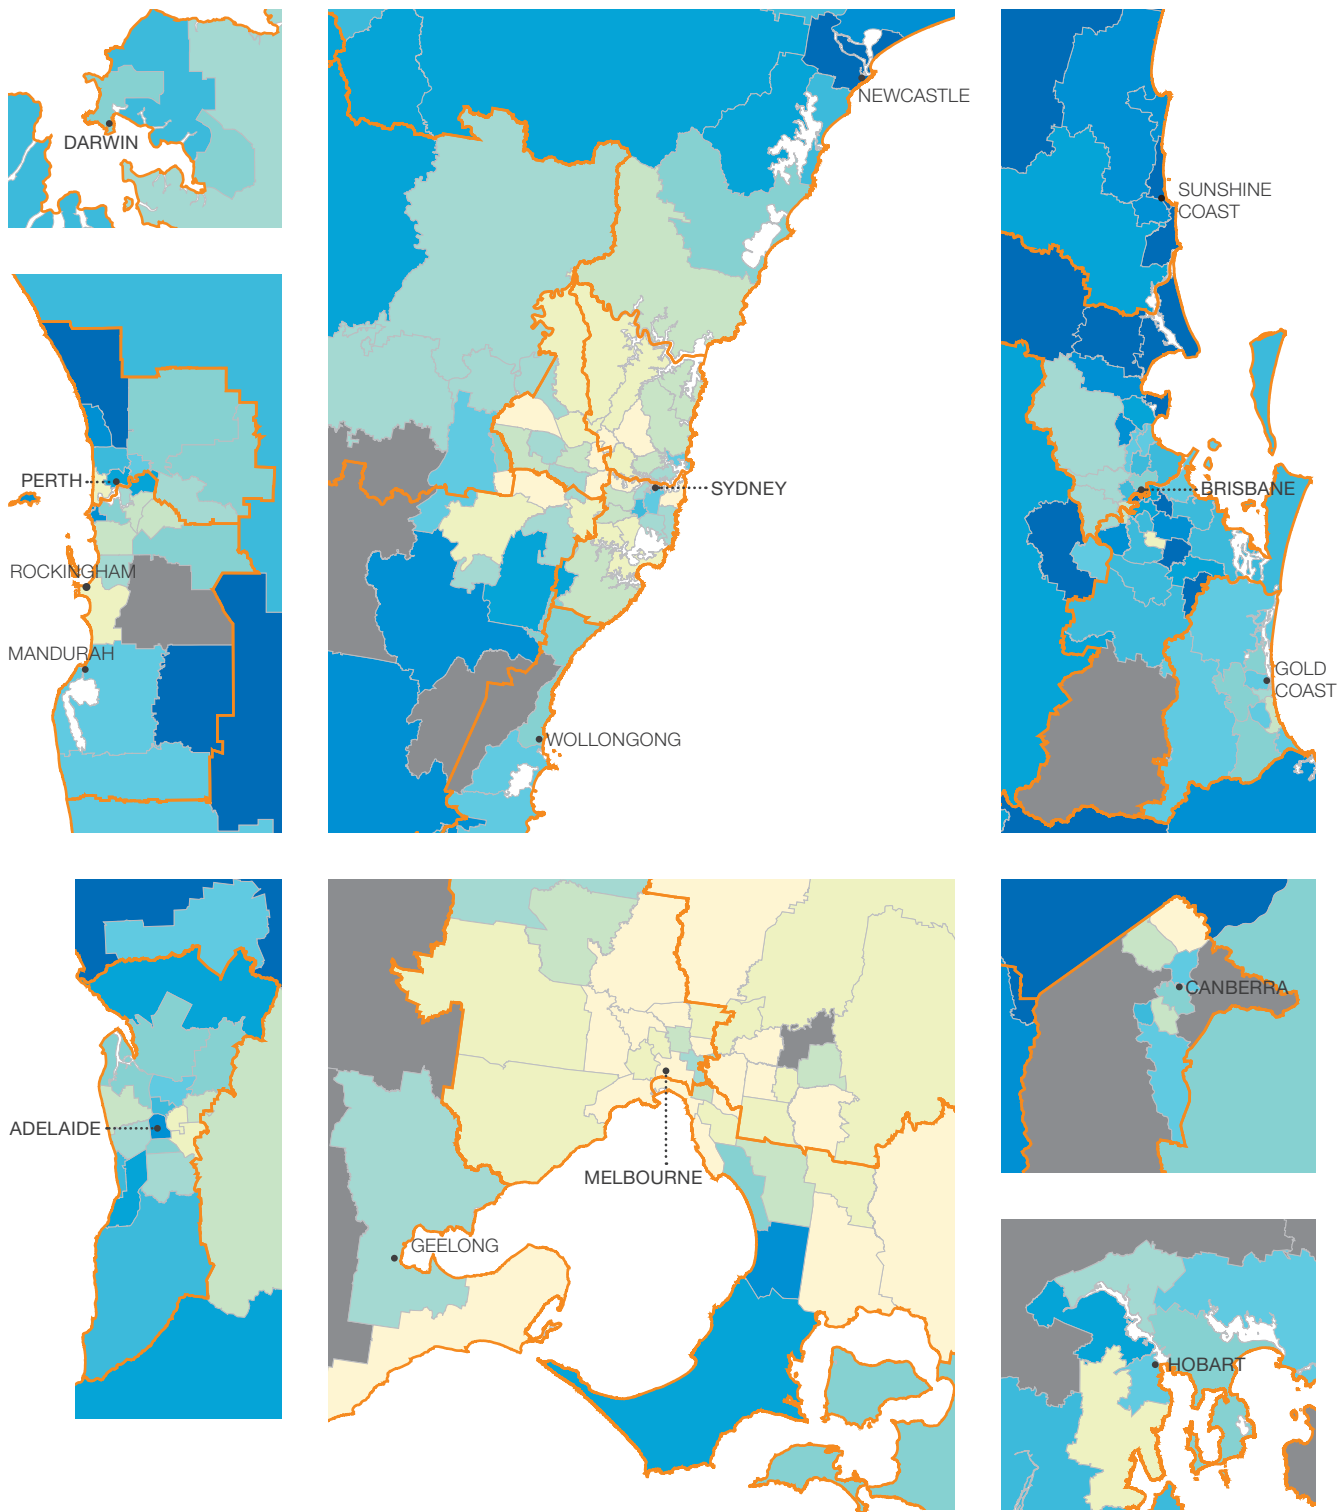 DARWIN
NEWCASTLE
SUNSHINE
COAST
PERTH
SYDNEY
BRISBANE
ROCKINGHAM
MANDURAH
GOLD
COAST
WOLLONGONG
CANBERRA
ADELAIDE
MELBOURNE
GEELONG
HOBART